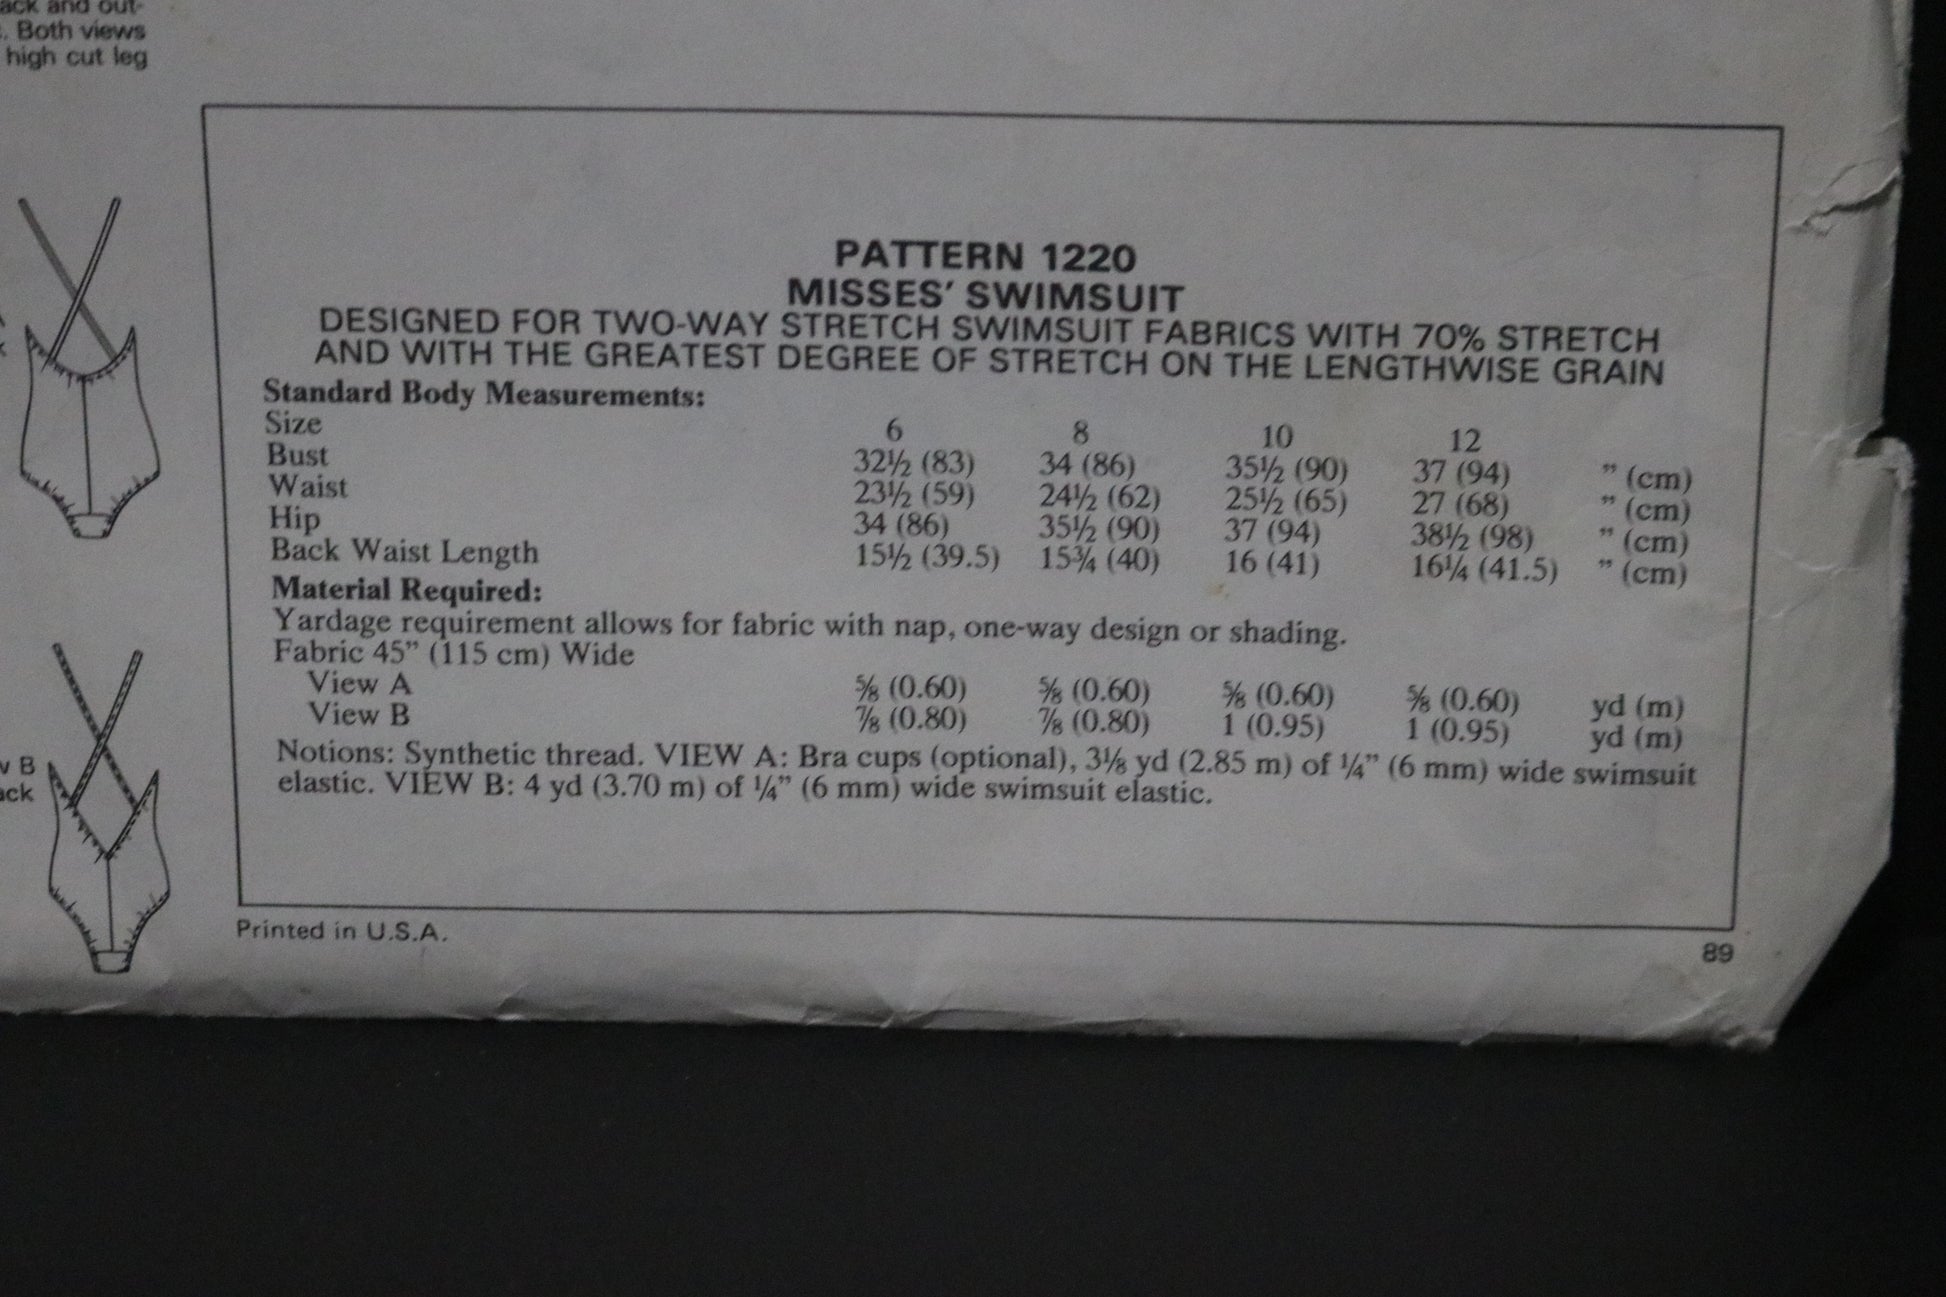 ack and out-
. Both views
high cut leg
PATTERN 1220
MISSES' SWIMSUIT
DESIGNED FOR TWO-WAY STRETCH SWIMSUIT FABRICS WITH 70% STRETCH
AND WITH THE GREATEST DEGREE OF STRETCH ON THE LENGTHWISE GRAIN
Standard Body Measurements:
Size 6 8 10 12
Bust 32½ (83) 34 (86) 35½ (90) 37 (94) ” (cm)
Waist 23½ (59) 24½ (62) 25½ (65) 27 (68) ” (cm)
Hip 34 (86) 35½ (90) 37 (94) 38½ (98) ” (cm)
Back Waist Length 15½ (39.5) 15¾ (40) 16 (41) 16¼ (41.5) ” (cm)
Material Required:
Yardage requirement allows for fabric with nap, one-way design or shading.
Fabric 45” (115 cm) Wide
View A ⅝ (0.60) ⅝ (0.60) ⅝ (0.60) ⅝ (0.60) yd (m)
View B ⅞ (0.80) ⅞ (0.80) 1 (0.95) 1 (0.95) yd (m)
Notions: Synthetic thread. VIEW A: Bra cups (optional), 3⅛ yd (2.85 m) of ¼” (6 mm) wide swimsuit
elastic. VIEW B: 4 yd (3.70 m) of ¼” (6 mm) wide swimsuit elastic.
w B
ack
Printed in U.S.A.
89